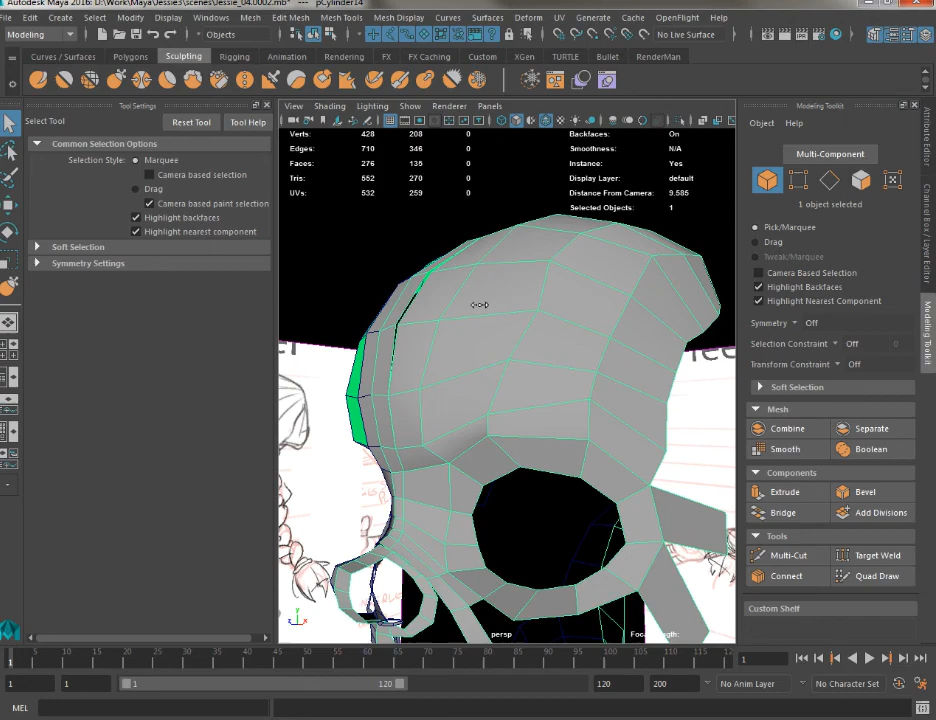 Autodesk Maya 2016: D:\Work\Maya\Jessie3\scenes\Jessie_04.0002.mb* --- pCylinder14
Edit Create Select Modify Display Windows Mesh Edit Mesh Mesh Tools Mesh Display Curves Surfaces Deform UV Generate Cache OpenFlight Help
Modeling Objects No Live Surface
Curves / Surfaces Polygons Sculpting Rigging Animation Rendering FX FX Caching Custom XGen TURTLE Bullet RenderMan
Tool Settings
Select Tool Reset Tool Tool Help
Common Selection Options
Selection Style: Marquee
Camera based selection
Drag
Camera based paint selection
Highlight backfaces
Highlight nearest component
Soft Selection
Symmetry Settings
View Shading Lighting Show Renderer Panels
Verts: 428 208 0
Edges: 710 346 0
Faces: 276 135 0
Tris: 552 270 0
UVs: 532 259 0
Backfaces: On
Smoothness: N/A
Instance: Yes
Display Layer: default
Distance From Camera: 9.585
Selected Objects: 1
persp
Modeling Toolkit
Object Help
Multi-Component
1 object selected
Pick/Marquee
Drag
Tweak/Marquee
Camera Based Selection
Highlight Backfaces
Highlight Nearest Component
Symmetry Off
Selection Constraint Off 0
Transform Constraint Off
Soft Selection
Mesh
Combine Separate
Smooth Boolean
Components
Extrude Bevel
Bridge Add Divisions
Tools
Multi-Cut Target Weld
Connect Quad Draw
Custom Shelf
Attribute Editor
Channel Box / Layer Editor
Modeling Toolkit
5 10 15 20 25 30 35 40 45 50 55 60 65 70 75 80 85 90 95 100 105 110 115 12
1
1 1 1 120 120 200 No Anim Layer No Character Set
MEL